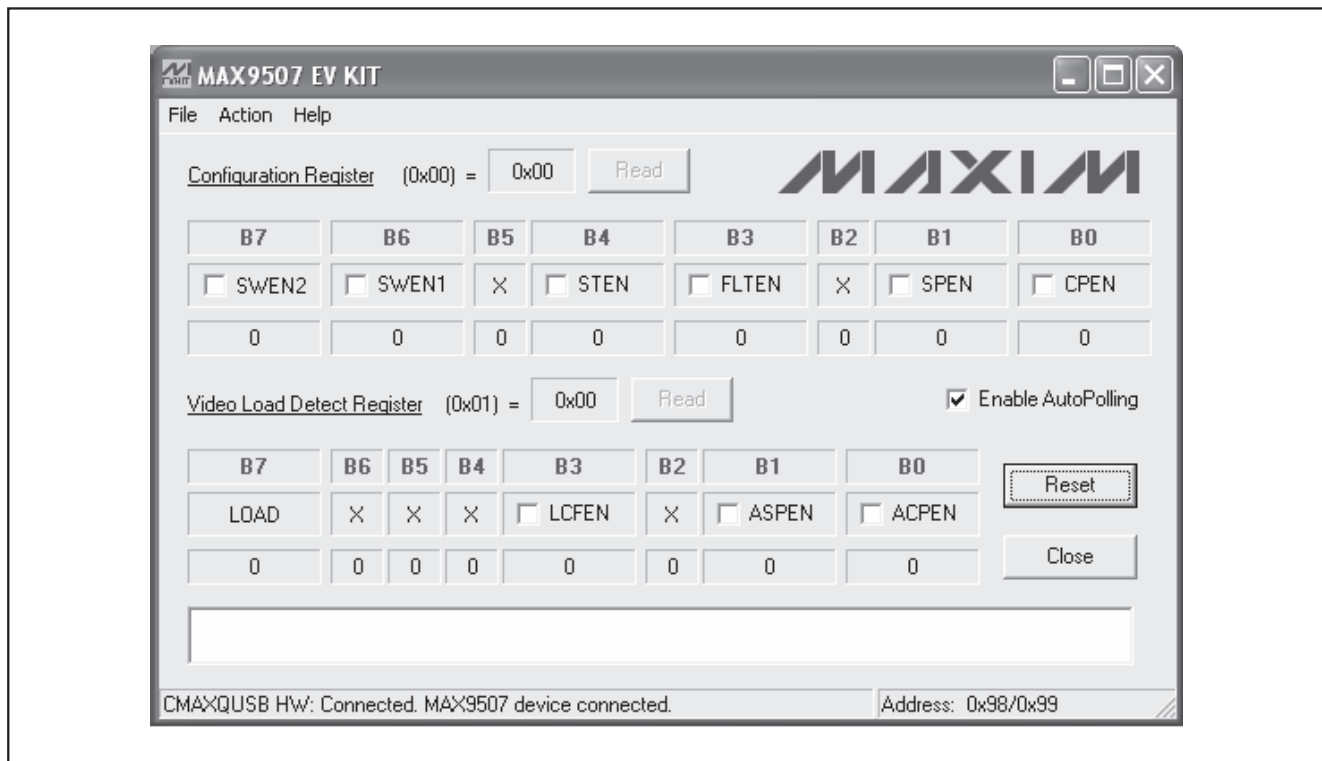 MAX9507 EV KIT
File Action Help
Configuration Register (0x00) = 0x00 Read
MAXIM
B7 B6 B5 B4 B3 B2 B1 B0
SWEN2 SWEN1 X STEN FLTEN X SPEN CPEN
0 0 0 0 0 0 0 0
Video Load Detect Register (0x01) = 0x00 Read Enable AutoPolling
B7 B6 B5 B4 B3 B2 B1 B0
Reset
LOAD X X X LCFEN X ASPEN ACPEN
0 0 0 0 0 0 0 0
Close
CMAXQUSB HW: Connected. MAX9507 device connected. Address: 0x98/0x99